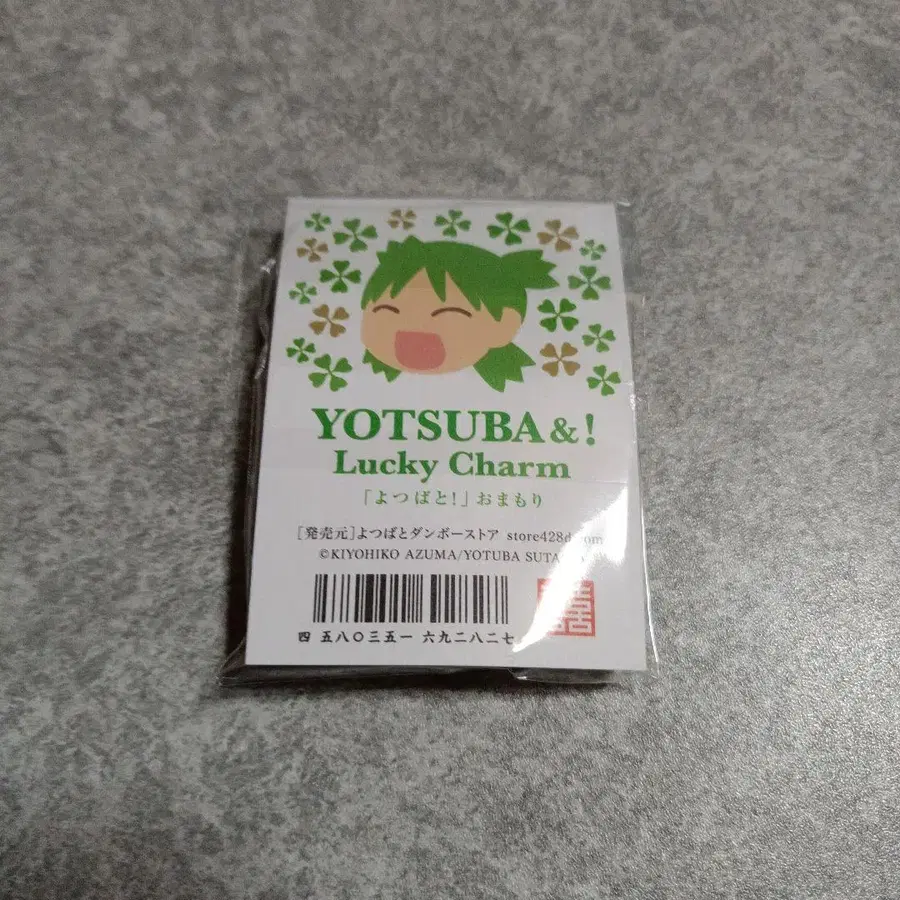 YOTSUBA&!
Lucky Charm
「よつばと!」おまもり
[発売元]よつばとダンボーストア
©KIYOHIKO AZUMA/YOTUBA
四 五八〇三五一 六九二八二七